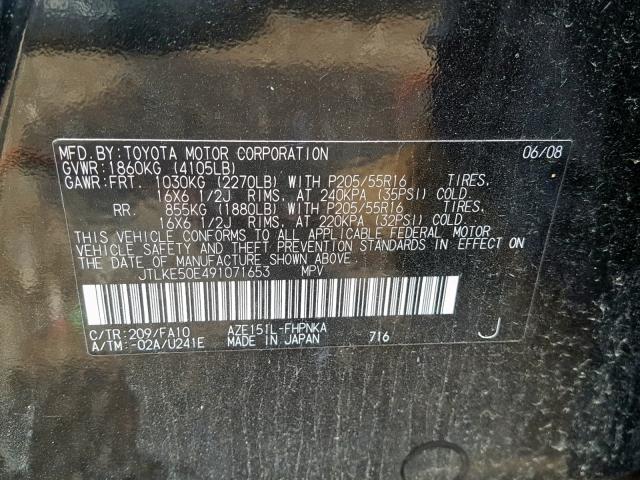 MFD. BY: TOYOTA MOTOR CORPORATION 06/08
GVWR: 1860KG (4105LB)
GAWR: FRT. 1030KG (2270LB) WITH P205/55R16 TIRES,
16X6 1/2J RIMS, AT 240KPA (35PSI) COLD
RR. 855KG (1880LB) WITH P205/55R16 TIRES,
16X6 1/2J RIMS, AT 220KPA (32PSI) COLD.
THIS VEHICLE CONFORMS TO ALL APPLICABLE FEDERAL MOTOR
VEHICLE SAFETY AND THEFT PREVENTION STANDARDS IN EFFECT ON
THE DATE OF MANUFACTURE SHOWN ABOVE.
JTLKE50E491071653 MPV
C/TR: 209/FA10 AZE151L-FHPNKA
A/TM: -02A/U241E MADE IN JAPAN 716 J